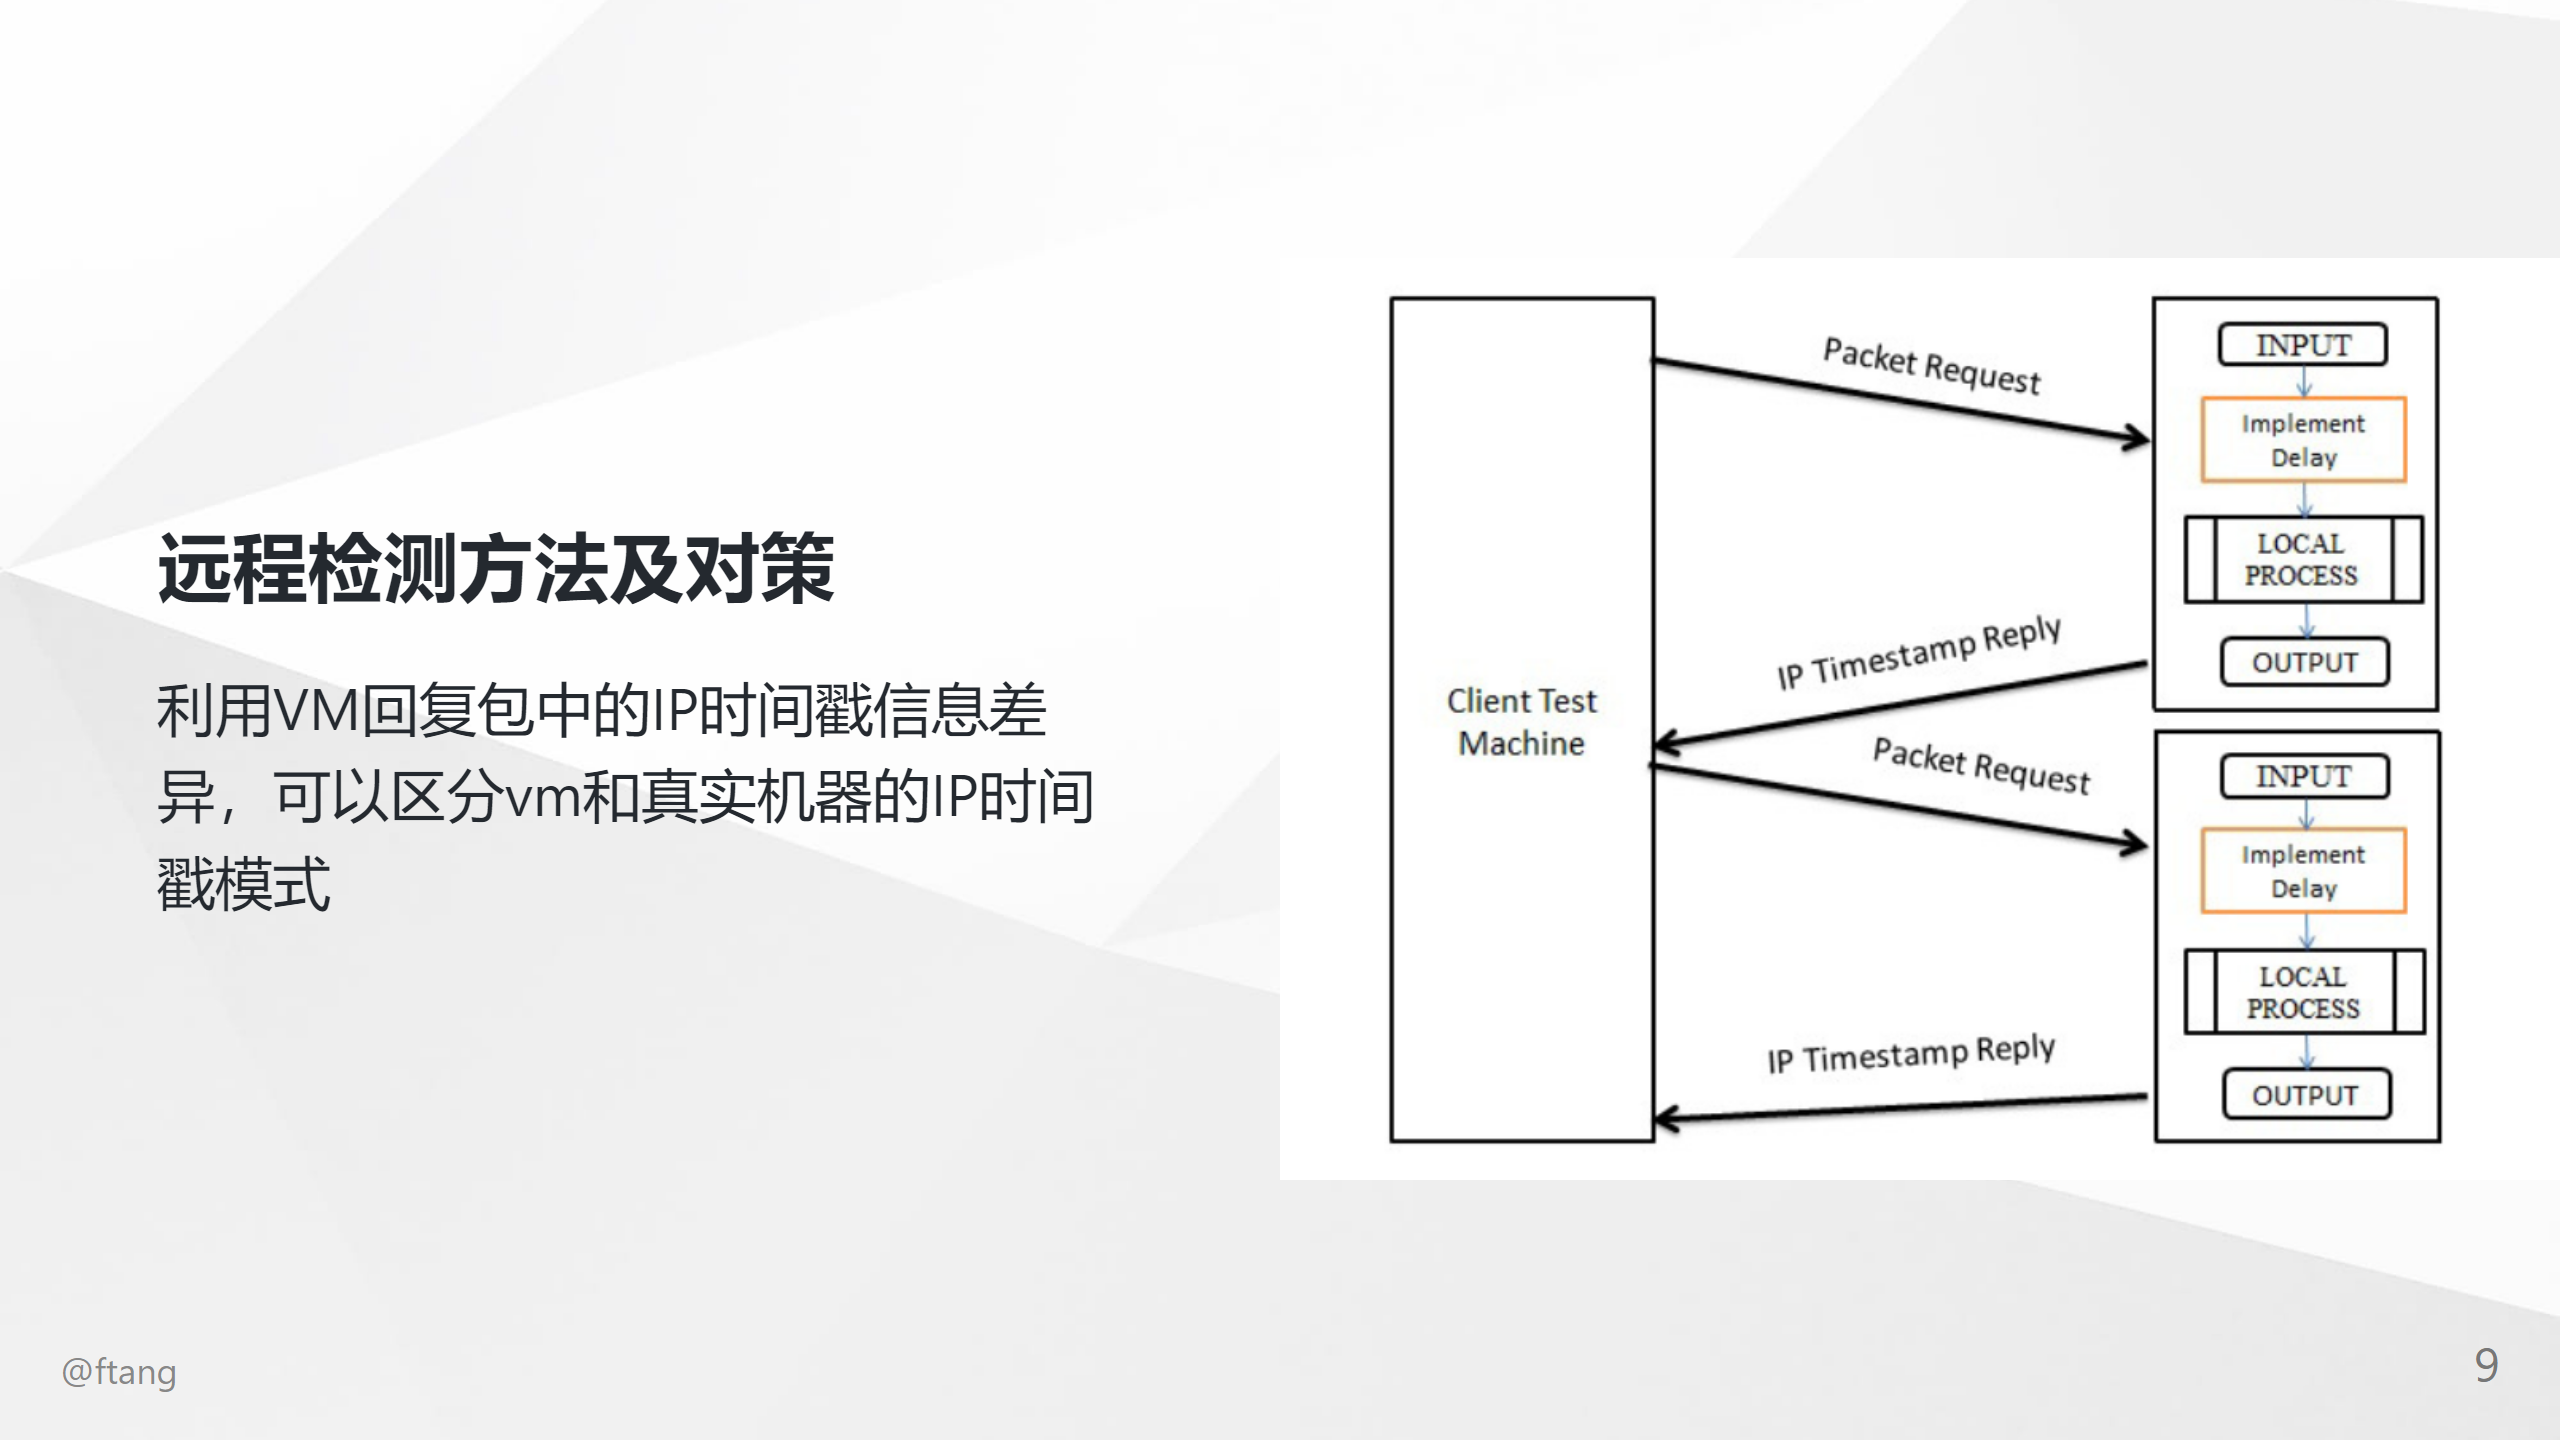 远程检测方法及对策
利用VM回复包中的IP时间戳信息差
异，可以区分vm和真实机器的IP时间
戳模式
Client Test
Machine
Packet Request
IP Timestamp Reply
Packet Request
IP Timestamp Reply
INPUT
Implement
Delay
LOCAL
PROCESS
OUTPUT
INPUT
Implement
Delay
LOCAL
PROCESS
OUTPUT
@ftang
9